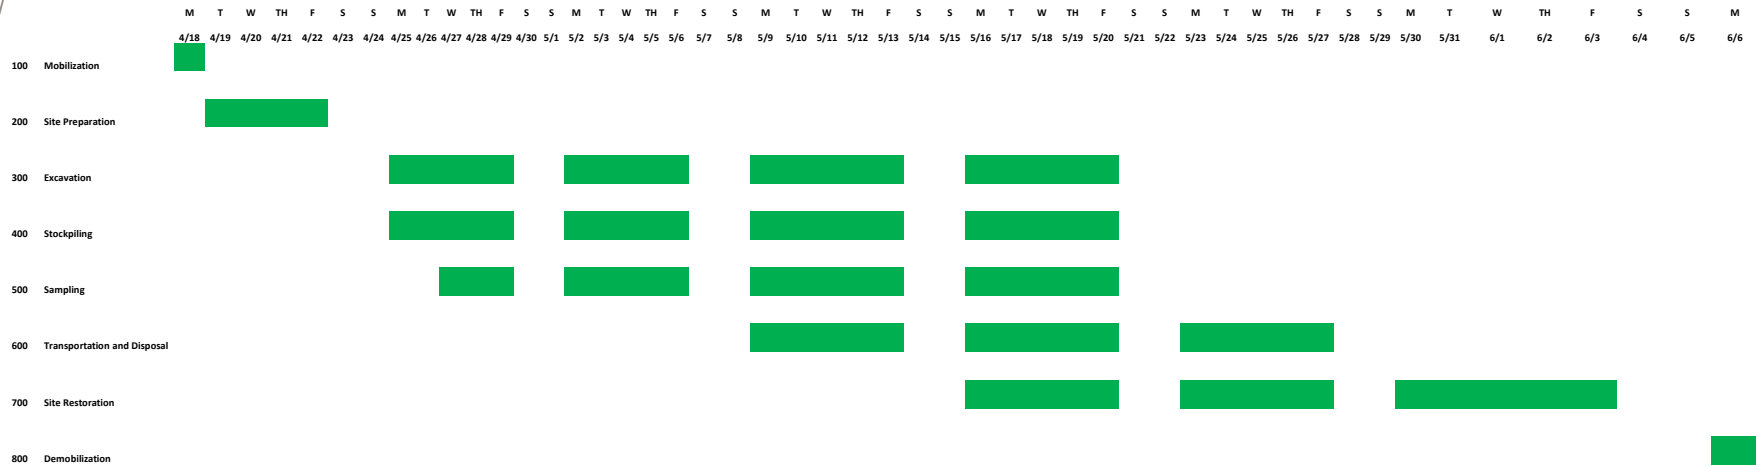 M T W TH F S S M T W TH F S S M T W TH F S S M T W TH F S S M T W TH F S S M T W TH F S S M T W TH F S S M
4/18 4/19 4/20 4/21 4/22 4/23 4/24 4/25 4/26 4/27 4/28 4/29 4/30 5/1 5/2 5/3 5/4 5/5 5/6 5/7 5/8 5/9 5/10 5/11 5/12 5/13 5/14 5/15 5/16 5/17 5/18 5/19 5/20 5/21 5/22 5/23 5/24 5/25 5/26 5/27 5/28 5/29 5/30 5/31 6/1 6/2 6/3 6/4 6/5 6/6
100 Mobilization
200 Site Preparation
300 Excavation
400 Stockpiling
500 Sampling
600 Transportation and Disposal
700 Site Restoration
800 Demobilization